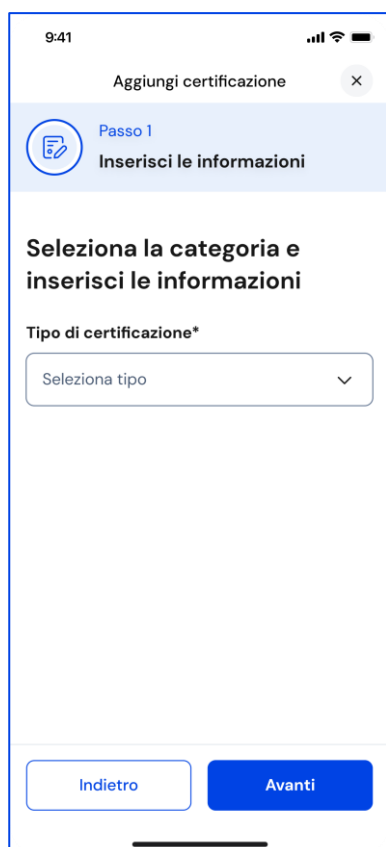 9:41
Aggiungi certificazione
Passo 1
Inserisci le informazioni
Seleziona la categoria e
inserisci le informazioni
Tipo di certificazione*
Seleziona tipo
Indietro
Avanti